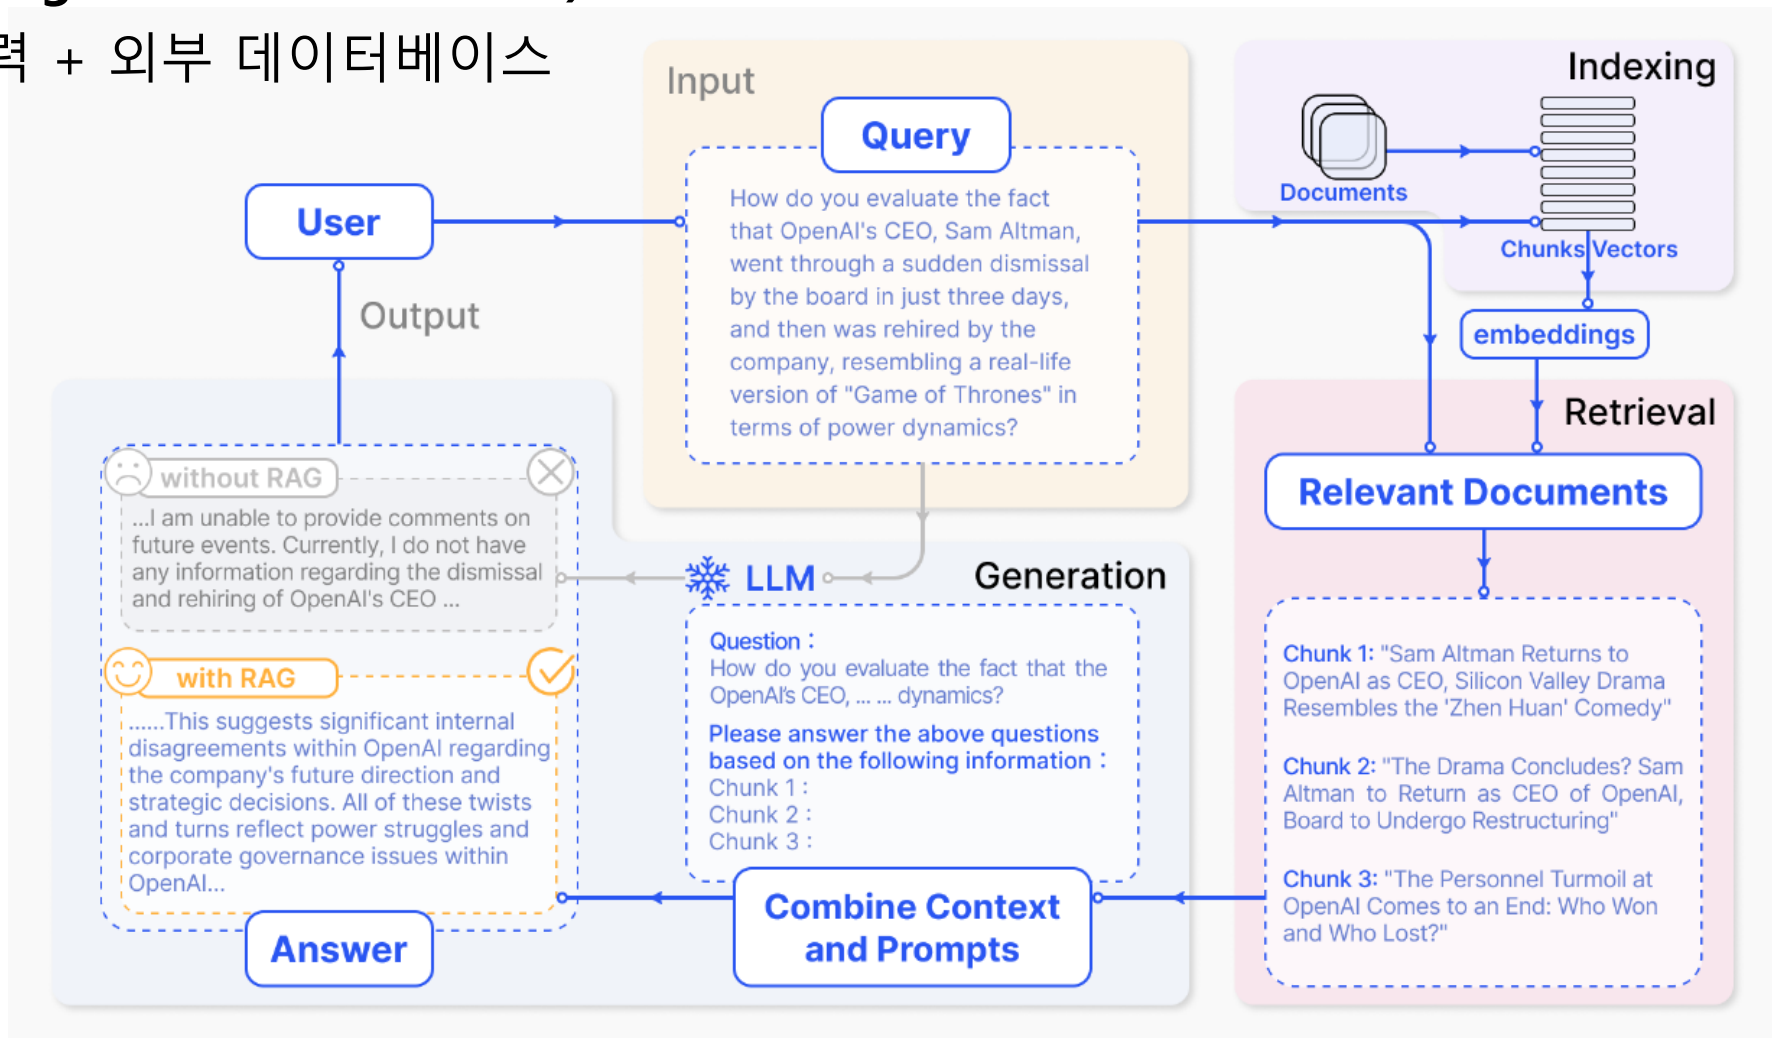 력 + 외부 데이터베이스
Input
Query
How do you evaluate the fact
that OpenAI's CEO, Sam Altman,
went through a sudden dismissal
by the board in just three days,
and then was rehired by the
company, resembling a real-life
version of "Game of Thrones" in
terms of power dynamics?
Indexing
Documents
Chunks Vectors
embeddings
User
Output
Retrieval
Relevant Documents
Chunk 1: "Sam Altman Returns to
OpenAI as CEO, Silicon Valley Drama
Resembles the 'Zhen Huan' Comedy"
Chunk 2: "The Drama Concludes? Sam
Altman to Return as CEO of OpenAI,
Board to Undergo Restructuring"
Chunk 3: "The Personnel Turmoil at
OpenAI Comes to an End: Who Won
and Who Lost?"
Generation
LLM
Question :
How do you evaluate the fact that the
OpenAI's CEO, ... ... dynamics?
Please answer the above questions
based on the following information :
Chunk 1 :
Chunk 2 :
Chunk 3 :
Combine Context
and Prompts
without RAG
...I am unable to provide comments on
future events. Currently, I do not have
any information regarding the dismissal
and rehiring of OpenAI's CEO ...
with RAG
......This suggests significant internal
disagreements within OpenAI regarding
the company's future direction and
strategic decisions. All of these twists
and turns reflect power struggles and
corporate governance issues within
OpenAI...
Answer